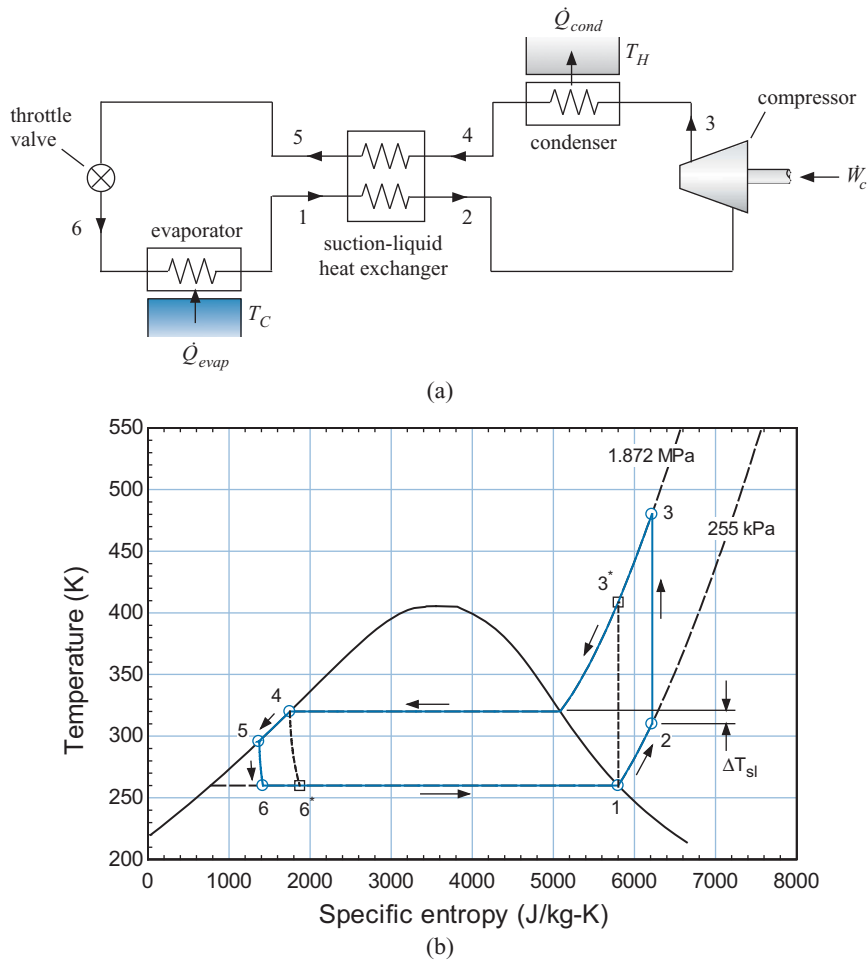 Q̇cond
TH
compressor
throttle
valve
5
4
3
condenser
Ẇc
6
1
2
evaporator
suction-liquid
heat exchanger
TC
Q̇evap
(a)
550
500
450
400
350
300
250
200
Temperature (K)
1.872 MPa
3
255 kPa
3*
4
5
2
ΔTsl
6
6*
1
0
1000
2000
3000
4000
5000
6000
7000
8000
Specific entropy (J/kg-K)
(b)